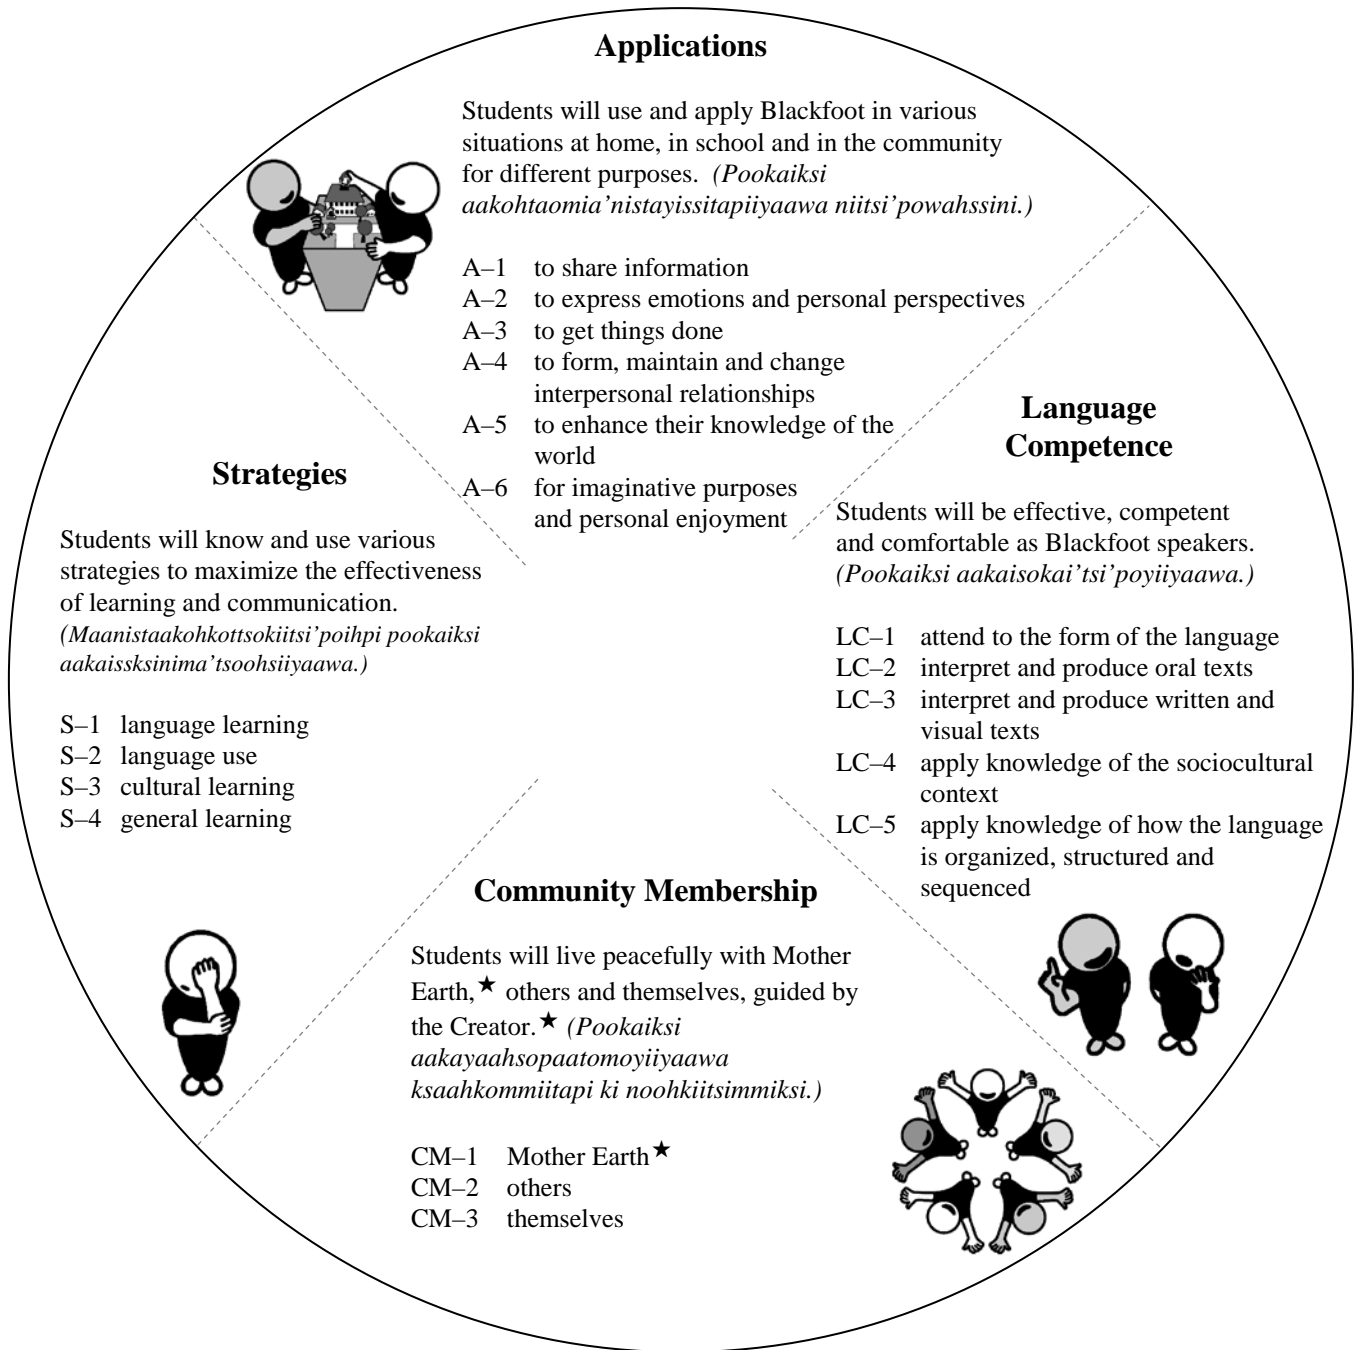 Applications
Students will use and apply Blackfoot in various
situations at home, in school and in the community
for different purposes. (Pookaiksi
aakohtaomia’nistayissitapiiyaawa niitsi’powahssini.)
A–1 to share information
A–2 to express emotions and personal perspectives
A–3 to get things done
A–4 to form, maintain and change
interpersonal relationships
A–5 to enhance their knowledge of the
world
A–6 for imaginative purposes
and personal enjoyment
Language
Competence
Students will be effective, competent
and comfortable as Blackfoot speakers.
(Pookaiksi aakaisokai’tsi’poyiiyaawa.)
LC–1 attend to the form of the language
LC–2 interpret and produce oral texts
LC–3 interpret and produce written and
visual texts
LC–4 apply knowledge of the sociocultural
context
LC–5 apply knowledge of how the language
is organized, structured and
sequenced
Strategies
Students will know and use various
strategies to maximize the effectiveness
of learning and communication.
(Maanistaakohkottsokiitsi’poihpi pookaiksi
aakaissksinima’tsoohsiiyaawa.)
S–1 language learning
S–2 language use
S–3 cultural learning
S–4 general learning
Community Membership
Students will live peacefully with Mother
Earth,★ others and themselves, guided by
the Creator.★ (Pookaiksi
aakayaahsopaatomoyiiyaawa
ksaahkommiitapi ki noohkiitsimmiksi.)
CM–1 Mother Earth★
CM–2 others
CM–3 themselves